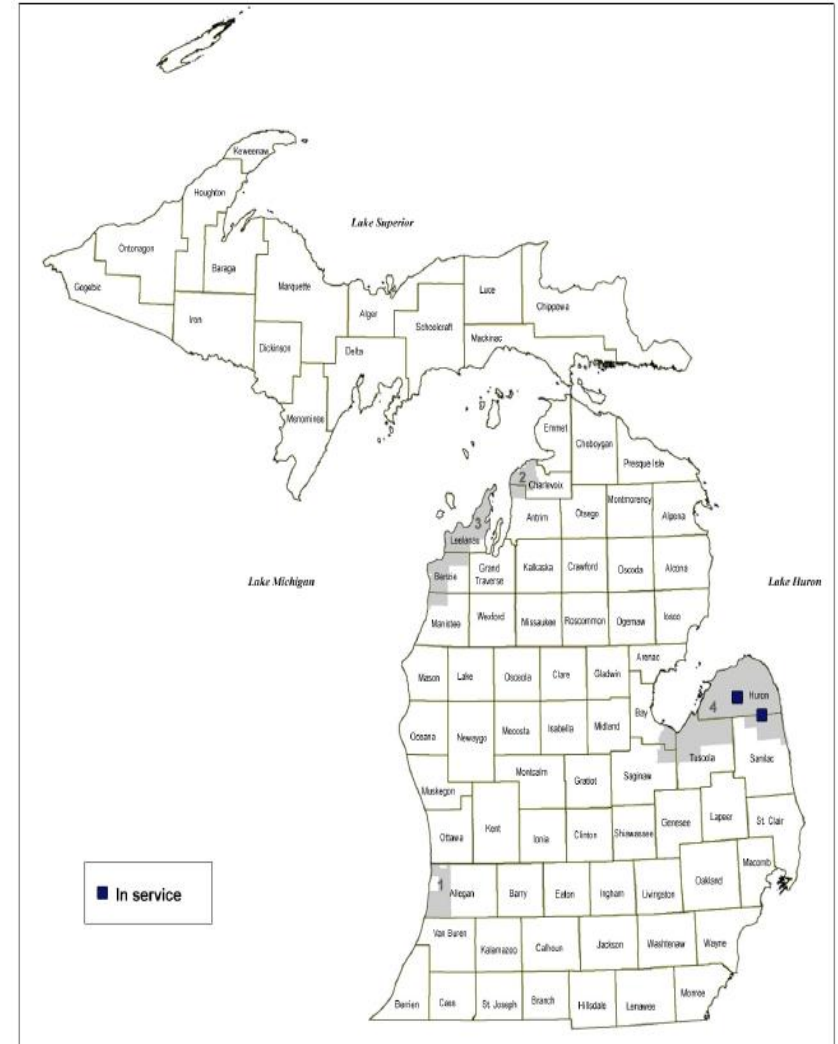 Keweenaw
Houghton
Lake Superior
Ontonagon
Baraga
Gogebic
Marquette
Luce
Chippewa
Iron
Alger
Schoolcraft
Mackinac
Dickinson
Delta
Menominee
Emmet
Cheboygan
Presque Isle
2
Charlevoix
3
Antrim
Otsego
Montmorency
Alpena
Leelanau
Lake Michigan
Benzie
Grand
Traverse
Kalkaska
Crawford
Oscoda
Alcona
Lake Huron
Manistee
Wexford
Missaukee
Roscommon
Ogemaw
Iosco
Arenac
Mason
Lake
Osceola
Clare
Gladwin
Huron
4
Bay
Oceana
Newaygo
Mecosta
Isabella
Midland
Tuscola
Sanilac
Montcalm
Gratiot
Saginaw
Muskegon
Ottawa
Kent
Ionia
Clinton
Shiawassee
Genesee
Lapeer
St. Clair
Macomb
In service
1
Allegan
Barry
Eaton
Ingham
Livingston
Oakland
Van Buren
Kalamazoo
Calhoun
Jackson
Washtenaw
Wayne
Berrien
Cass
St. Joseph
Branch
Hillsdale
Lenawee
Monroe